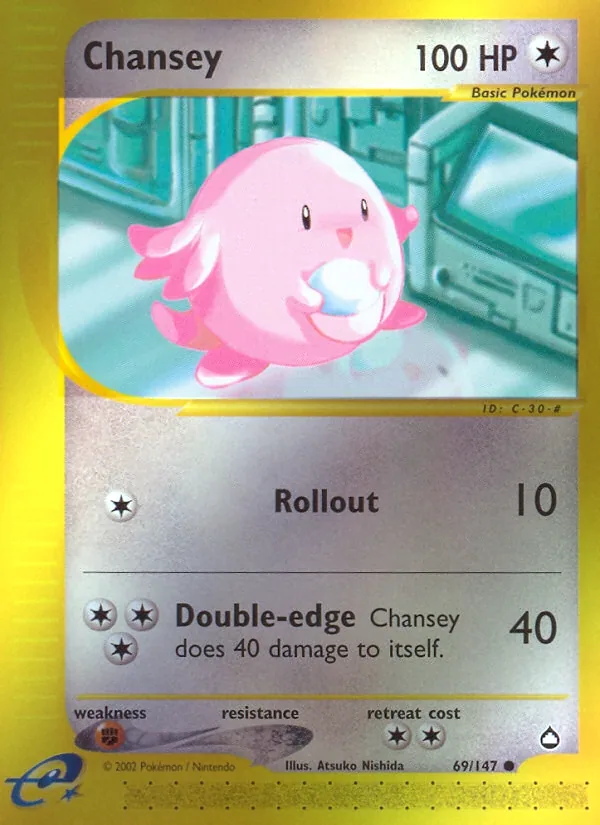 Chansey 100 HP
Basic Pokémon
ID: C-30-#
Rollout 10
Double-edge Chansey
does 40 damage to itself. 40
weakness resistance retreat cost
© 2002 Pokémon / Nintendo Illus. Atsuko Nishida 69/147
e